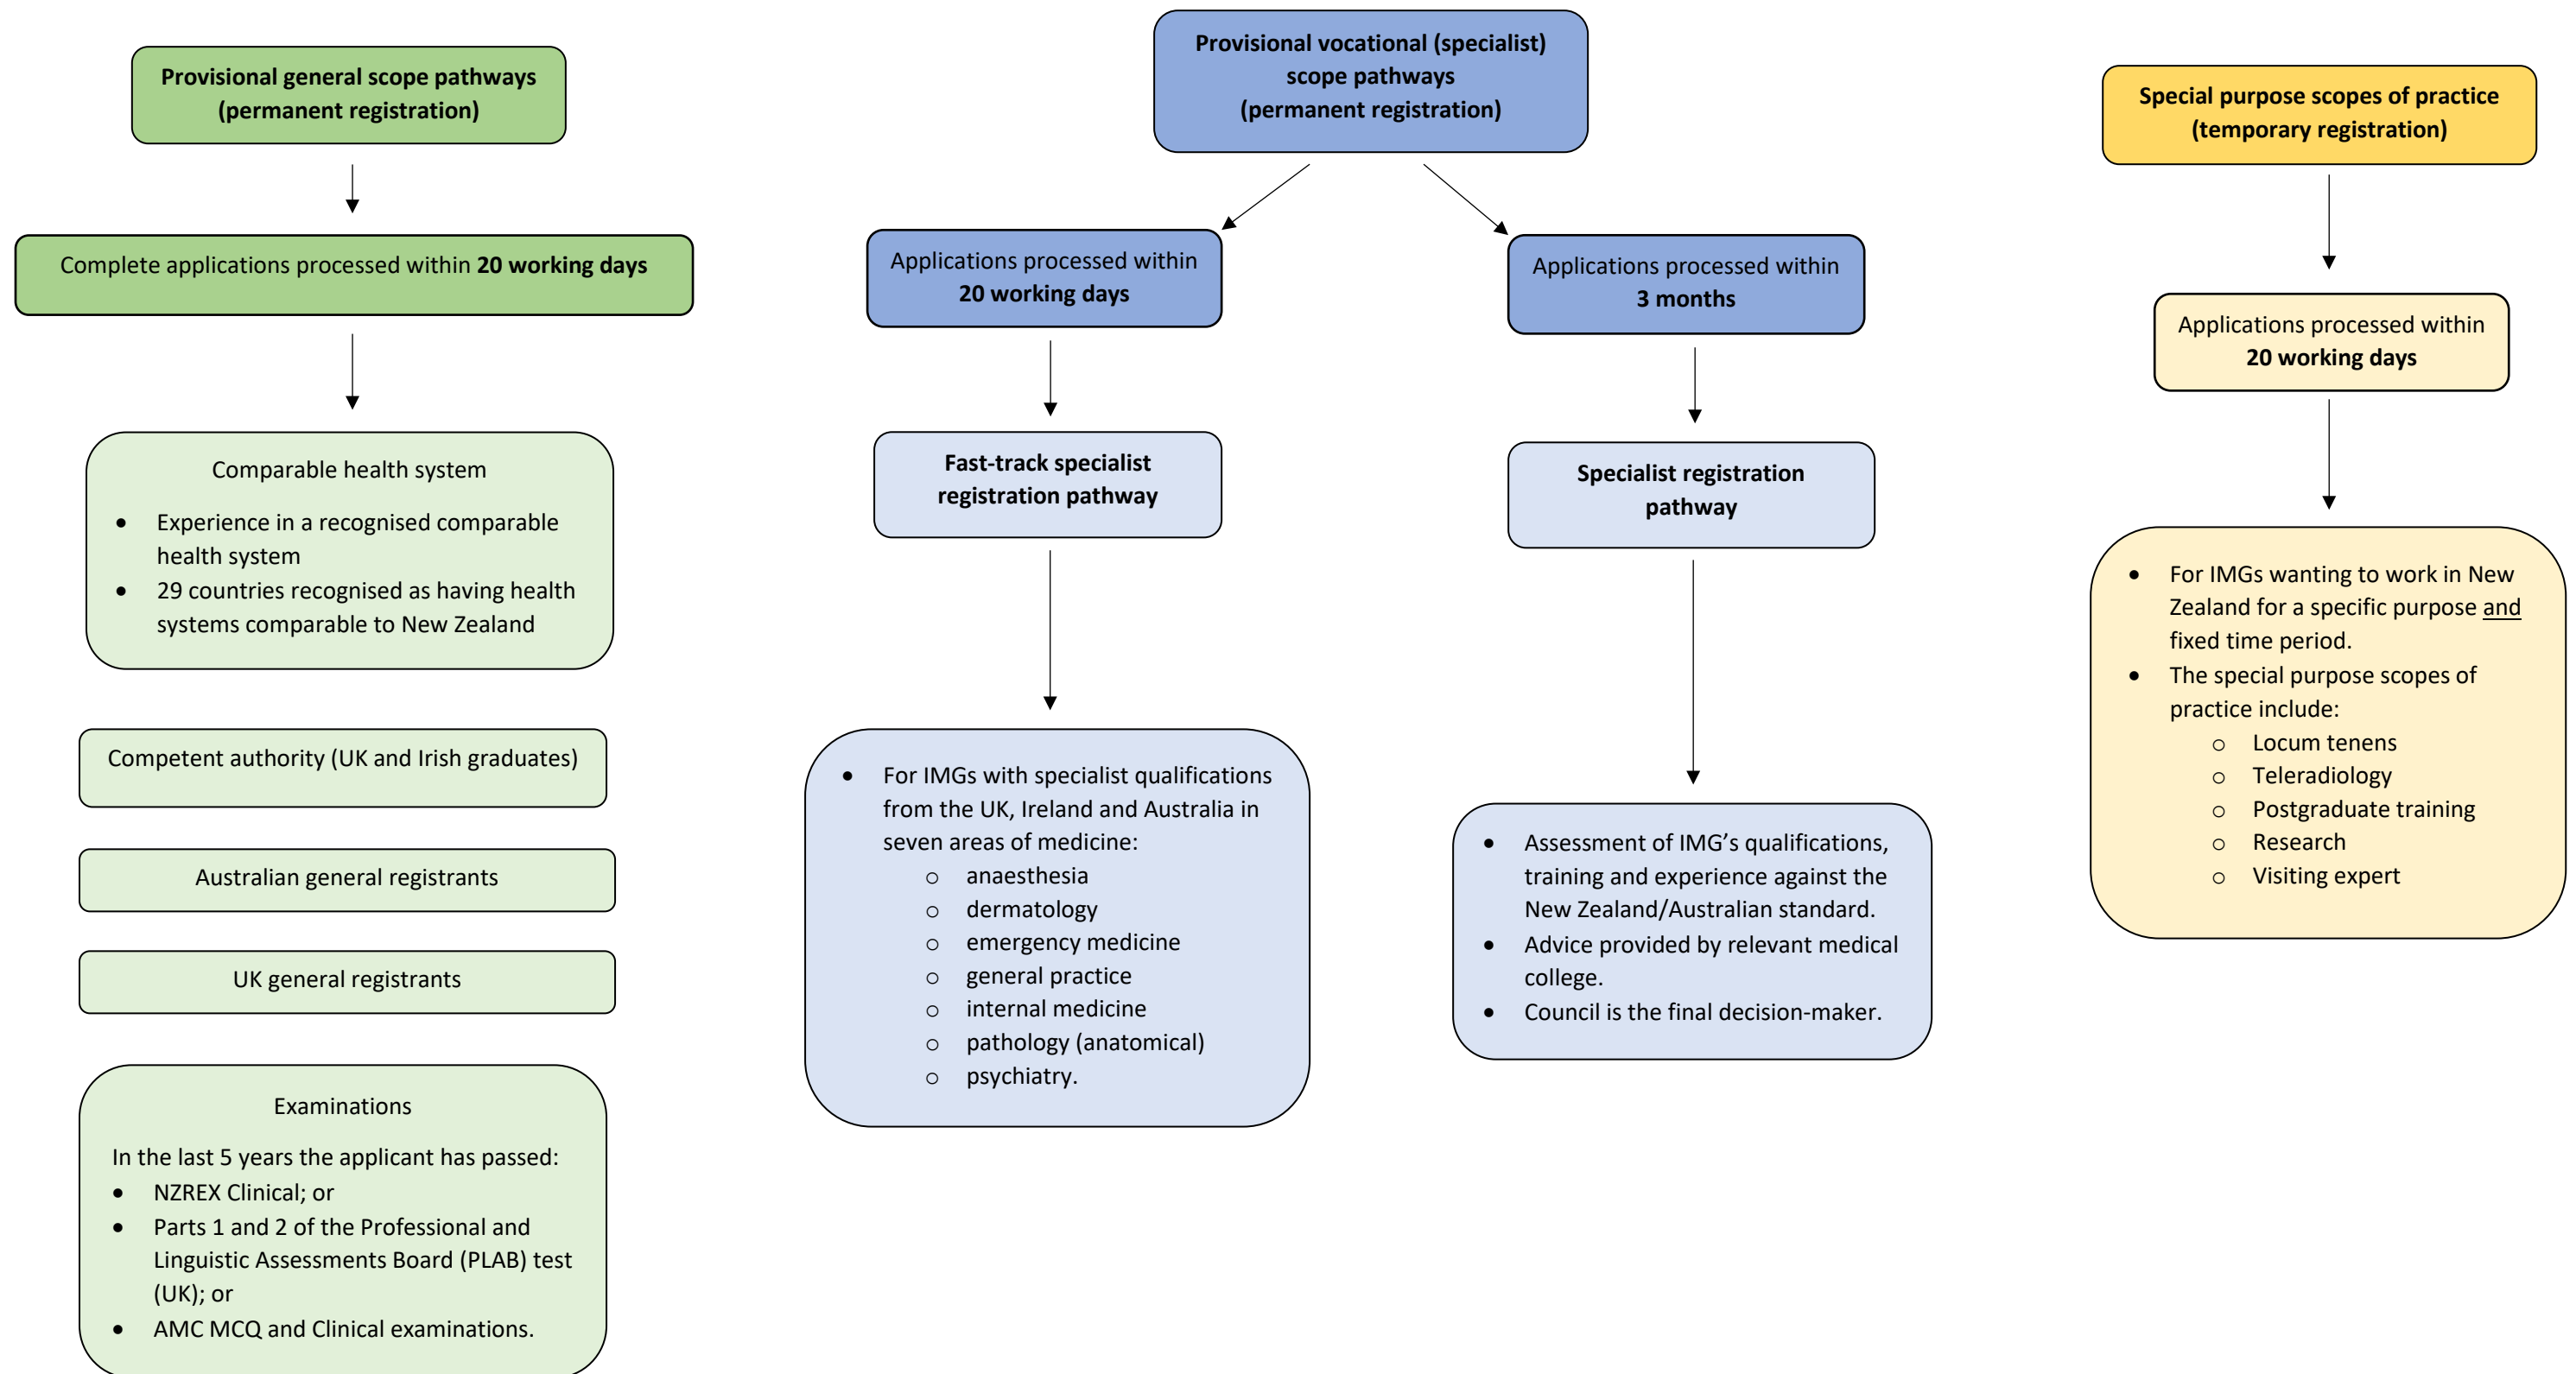 Provisional general scope pathways
(permanent registration)
Complete applications processed within 20 working days
Comparable health system
• Experience in a recognised comparable
health system
• 29 countries recognised as having health
systems comparable to New Zealand
Competent authority (UK and Irish graduates)
Australian general registrants
UK general registrants
Examinations
In the last 5 years the applicant has passed:
• NZREX Clinical; or
• Parts 1 and 2 of the Professional and
Linguistic Assessments Board (PLAB) test
(UK); or
• AMC MCQ and Clinical examinations.
Provisional vocational (specialist)
scope pathways
(permanent registration)
Applications processed within
20 working days
Fast-track specialist
registration pathway
• For IMGs with specialist qualifications
from the UK, Ireland and Australia in
seven areas of medicine:
o anaesthesia
o dermatology
o emergency medicine
o general practice
o internal medicine
o pathology (anatomical)
o psychiatry.
Applications processed within
3 months
Specialist registration
pathway
• Assessment of IMG’s qualifications,
training and experience against the
New Zealand/Australian standard.
• Advice provided by relevant medical
college.
• Council is the final decision-maker.
Special purpose scopes of practice
(temporary registration)
Applications processed within
20 working days
• For IMGs wanting to work in New
Zealand for a specific purpose and
fixed time period.
• The special purpose scopes of
practice include:
o Locum tenens
o Teleradiology
o Postgraduate training
o Research
o Visiting expert